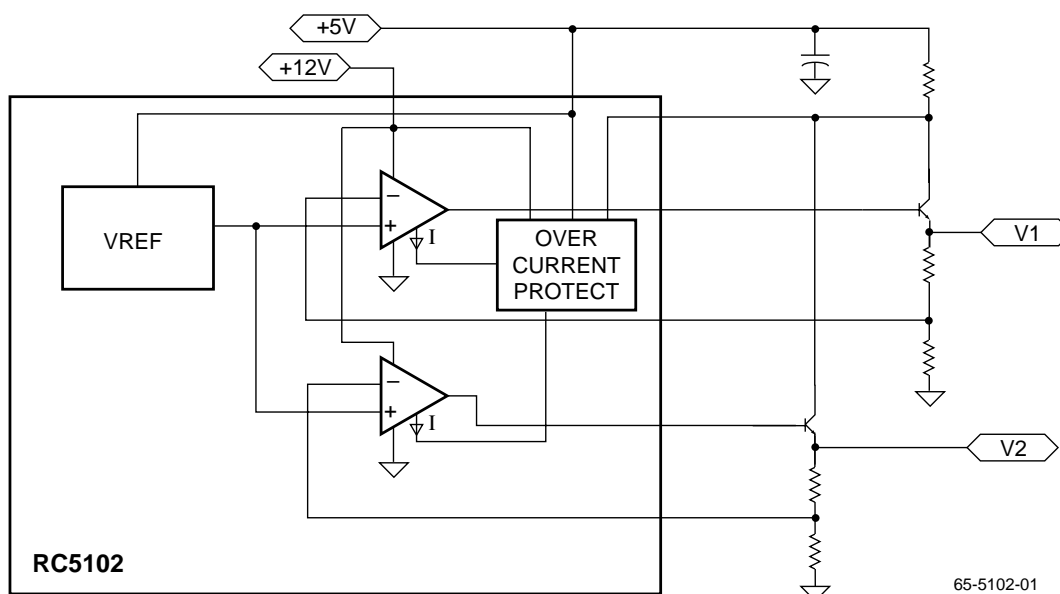 +5V
+12V
VREF
−
+
I
OVER
CURRENT
PROTECT
V1
−
+
I
V2
RC5102
65-5102-01